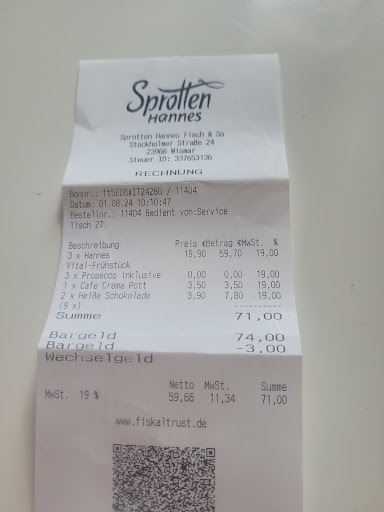 Sprotten
HANNES
Sprotten Hannes Fisch & So
Stockholmer Straße 24
23966 Wismar
Steuer ID: 337653136
RECHNUNG
Bonnr.: ft5ED8#IT24280 / 11404
Datum: 01.08.24 10:10:47
Bestellnr.: 11404 Bedient von:Service
Tisch 27
Beschreibung Preis €Betrag €MwSt. %
3 x Hannes 19,90 59,70 19,00
Vital-Frühstück
3 x Prosecco inklusive 0,00 0,00 19,00
1 x Cafe Crema Pott 3,50 3,50 19,00
2 x Heiße Schokolade 3,90 7,80 19,00
(9 x) ----------
Summe 71,00
Bargeld 74,00
Bargeld -3,00
Wechselgeld
Netto MwSt. Summe
MwSt. 19 % 59,66 11,34 71,00
www.fiskaltrust.de